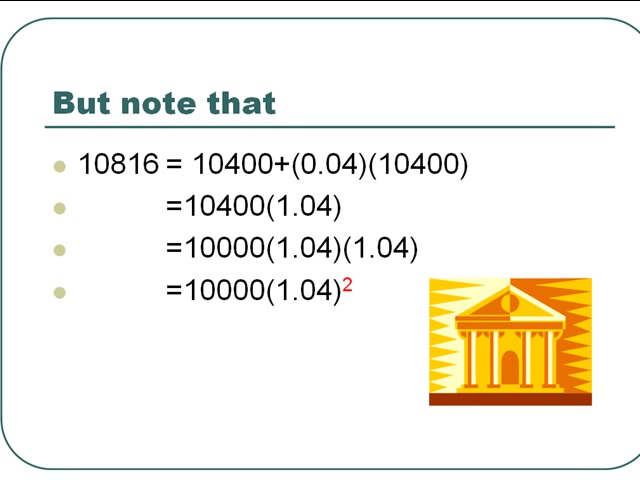 But note that
10816 = 10400+(0.04)(10400)
=10400(1.04)
=10000(1.04)(1.04)
=10000(1.04)²